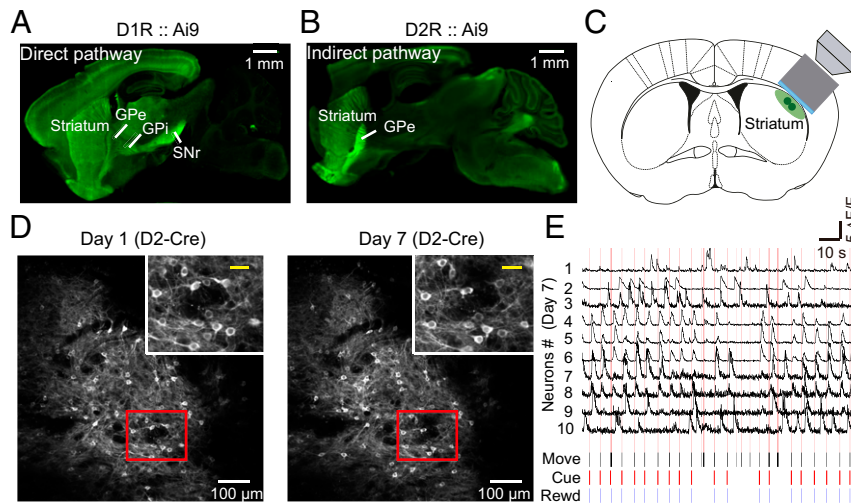 A D1R :: Ai9
Direct pathway
1 mm
GPe
Striatum
GPi
SNr
B D2R :: Ai9
Indirect pathway
1 mm
Striatum
GPe
C
Striatum
D Day 1 (D2-Cre)
100 µm
Day 7 (D2-Cre)
100 µm
E
10 s
Neurons # (Day 7)
1
2
3
4
5
6
7
8
9
10
Move
Cue
Rewd